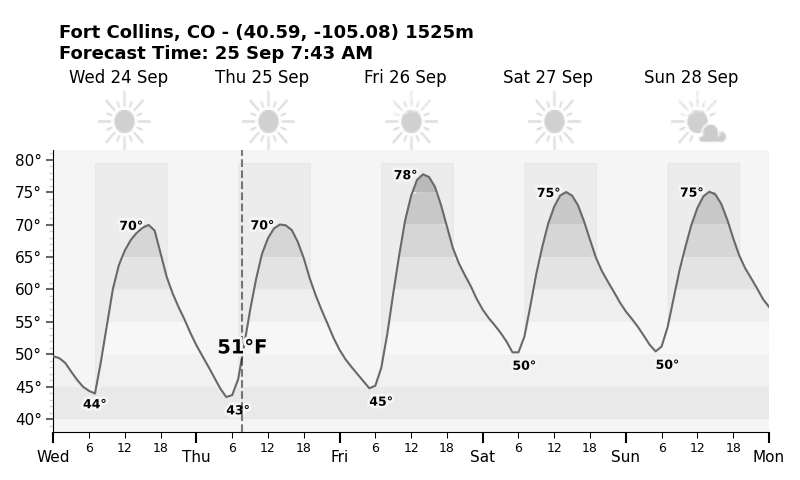 Fort Collins, CO - (40.59, -105.08) 1525m
Forecast Time: 25 Sep 7:43 AM
Wed 24 Sep Thu 25 Sep Fri 26 Sep Sat 27 Sep Sun 28 Sep
80°
78°
75° 75° 75°
70° 70° 70°
65°
60°
55°
51°F
50° 50° 50°
45° 45°
44° 43°
40°
6 12 18 6 12 18 6 12 18 6 12 18 6 12 18
Wed Thu Fri Sat Sun Mon